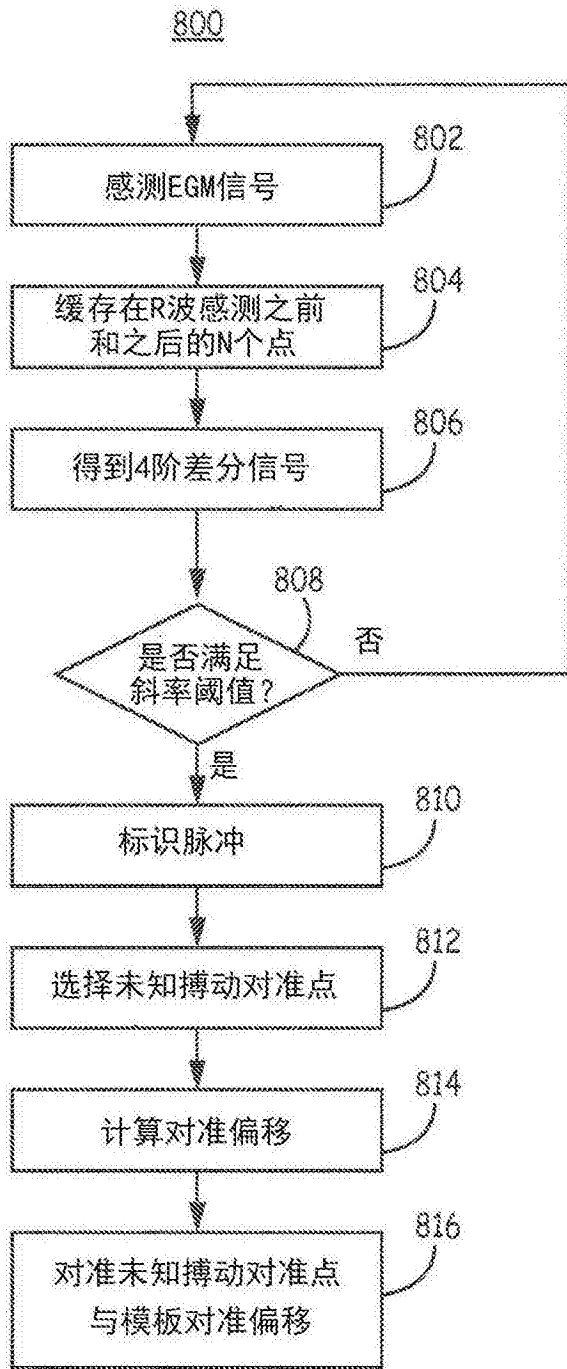 800
感测EGM信号
802
缓存在R波感测之前
和之后的N个点
804
得到4阶差分信号
806
是否满足
斜率阈值?
808
否
是
标识脉冲
810
选择未知搏动对准点
812
计算对准偏移
814
对准未知搏动对准点
与模板对准偏移
816